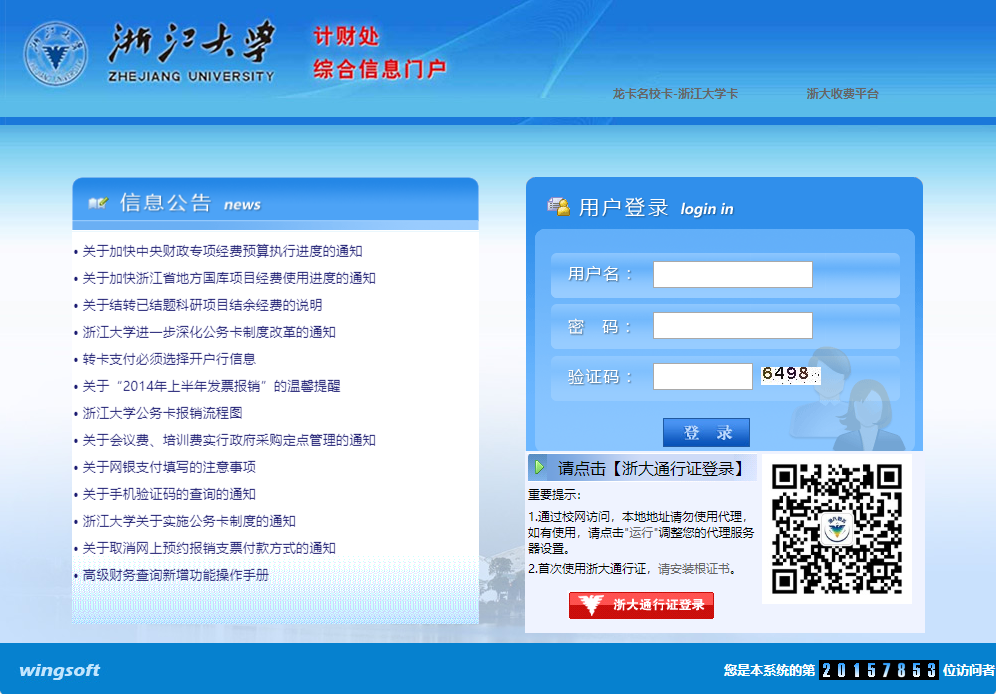 浙江大学
ZHEJIANG UNIVERSITY
计财处
综合信息门户
龙卡名校卡-浙江大学卡 浙大收费平台
信息公告 news
• 关于加快中央财政专项经费预算执行进度的通知
• 关于加快浙江省地方国库项目经费使用进度的通知
• 关于结转已结题科研项目结余经费的说明
• 浙江大学进一步深化公务卡制度改革的通知
• 转卡支付必须选择开户行信息
• 关于“2014年上半年发票报销”的温馨提醒
• 浙江大学公务卡报销流程图
• 关于会议费、培训费实行政府采购定点管理的通知
• 关于网银支付填写的注意事项
• 关于手机验证码的查询的通知
• 浙江大学关于实施公务卡制度的通知
• 关于取消网上预约报销支票付款方式的通知
• 高级财务查询新增功能操作手册
用户登录 login in
用户名：
密 码：
验证码： 6498
登 录
请点击【浙大通行证登录】
重要提示:
1.通过校网访问，本地地址请勿使用代理，
如有使用，请点击"运行"调整您的代理服务
器设置。
2.首次使用浙大通行证，请安装根证书。
浙大通行证登录
wingsoft
您是本系统的第 20157853 位访问者